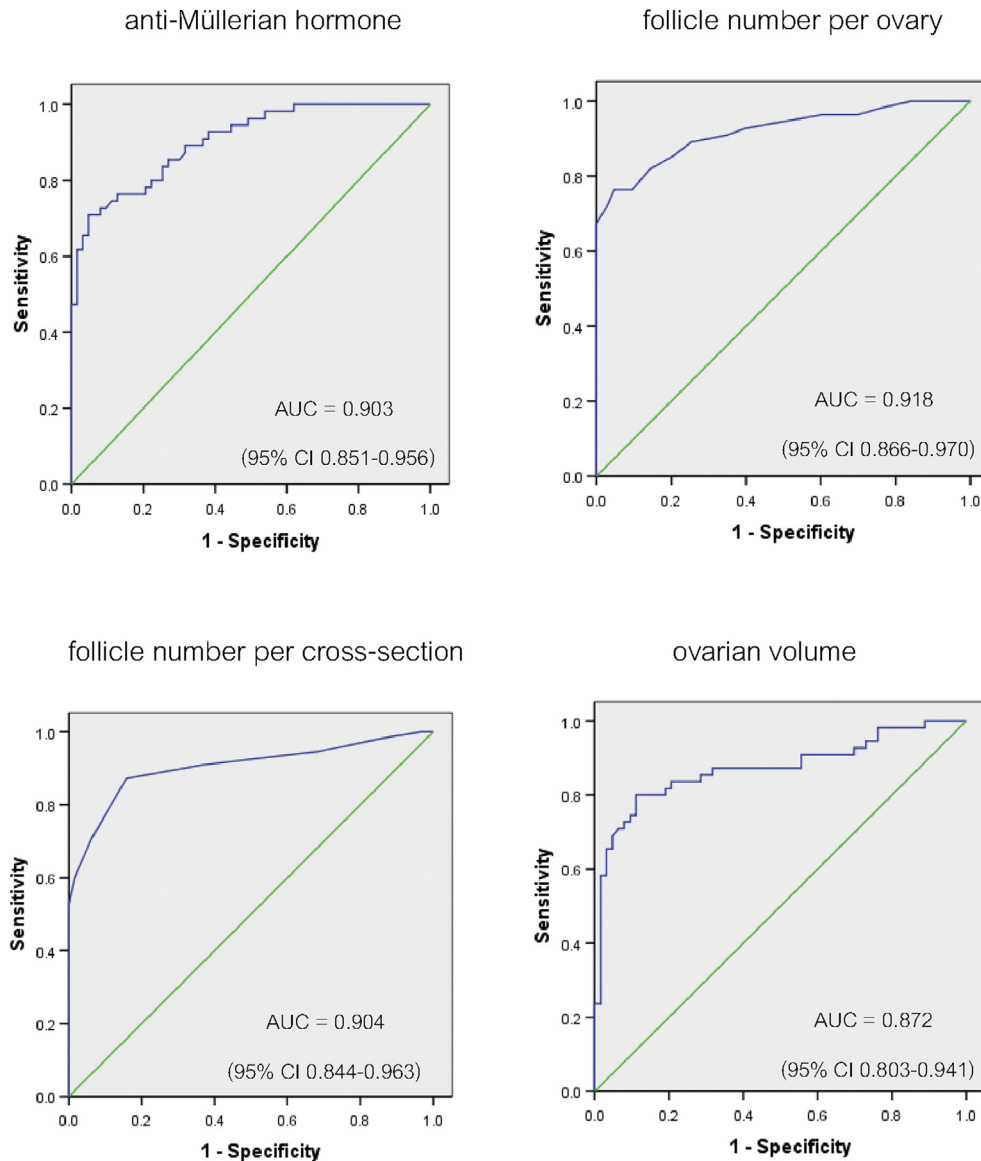 anti-Müllerian hormone
1.0
0.8
0.6
0.4
0.2
0.0
Sensitivity
AUC = 0.903
(95% CI 0.851-0.956)
0.0 0.2 0.4 0.6 0.8 1.0
1 - Specificity
follicle number per ovary
1.0
0.8
0.6
0.4
0.2
0.0
Sensitivity
AUC = 0.918
(95% CI 0.866-0.970)
0.0 0.2 0.4 0.6 0.8 1.0
1 - Specificity
follicle number per cross-section
1.0
0.8
0.6
0.4
0.2
0.0
Sensitivity
AUC = 0.904
(95% CI 0.844-0.963)
0.0 0.2 0.4 0.6 0.8 1.0
1 - Specificity
ovarian volume
1.0
0.8
0.6
0.4
0.2
0.0
Sensitivity
AUC = 0.872
(95% CI 0.803-0.941)
0.0 0.2 0.4 0.6 0.8 1.0
1 - Specificity